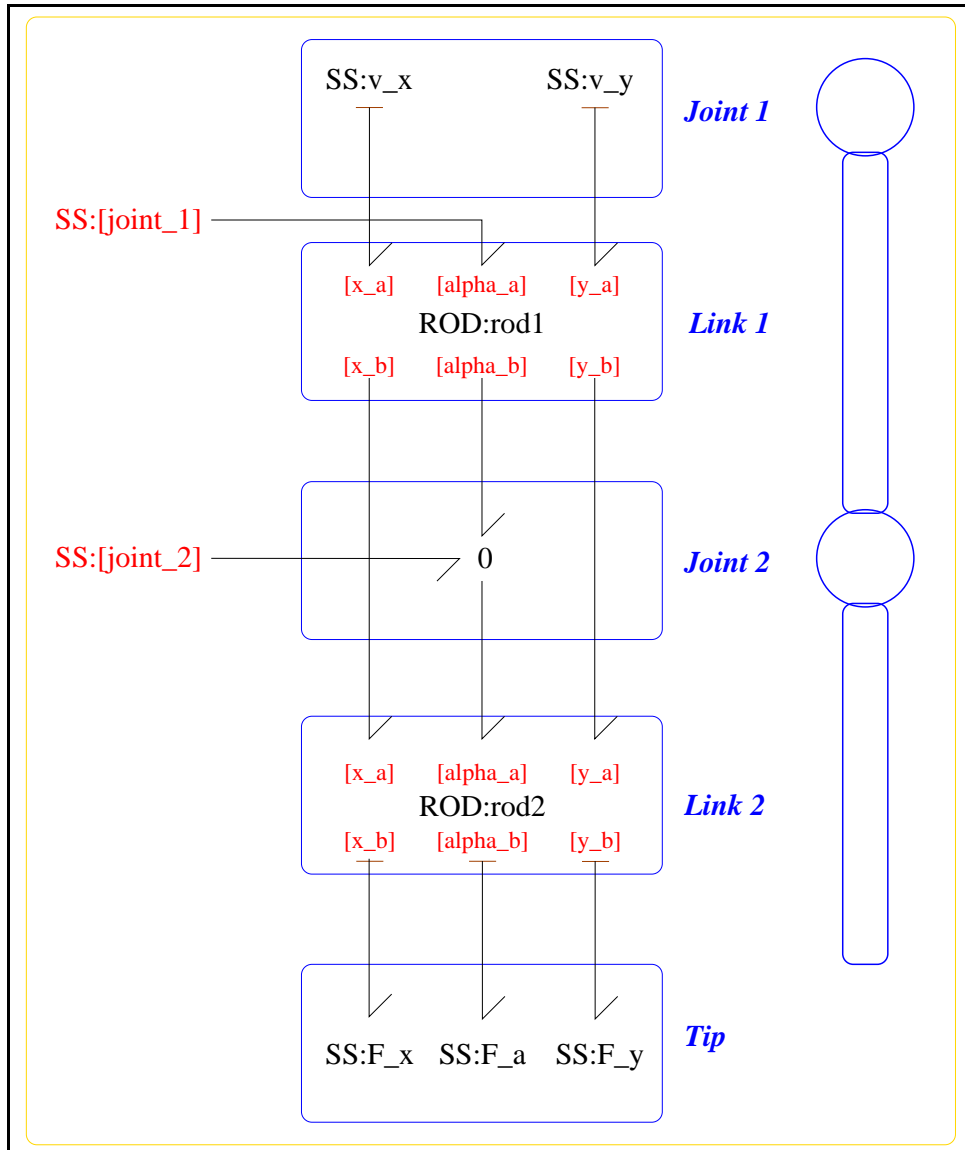 SS:v_x SS:v_y
Joint 1
SS:[joint_1]
[x_a] [alpha_a] [y_a]
ROD:rod1
Link 1
[x_b] [alpha_b] [y_b]
SS:[joint_2]
0
Joint 2
[x_a] [alpha_a] [y_a]
ROD:rod2
Link 2
[x_b] [alpha_b] [y_b]
Tip
SS:F_x SS:F_a SS:F_y